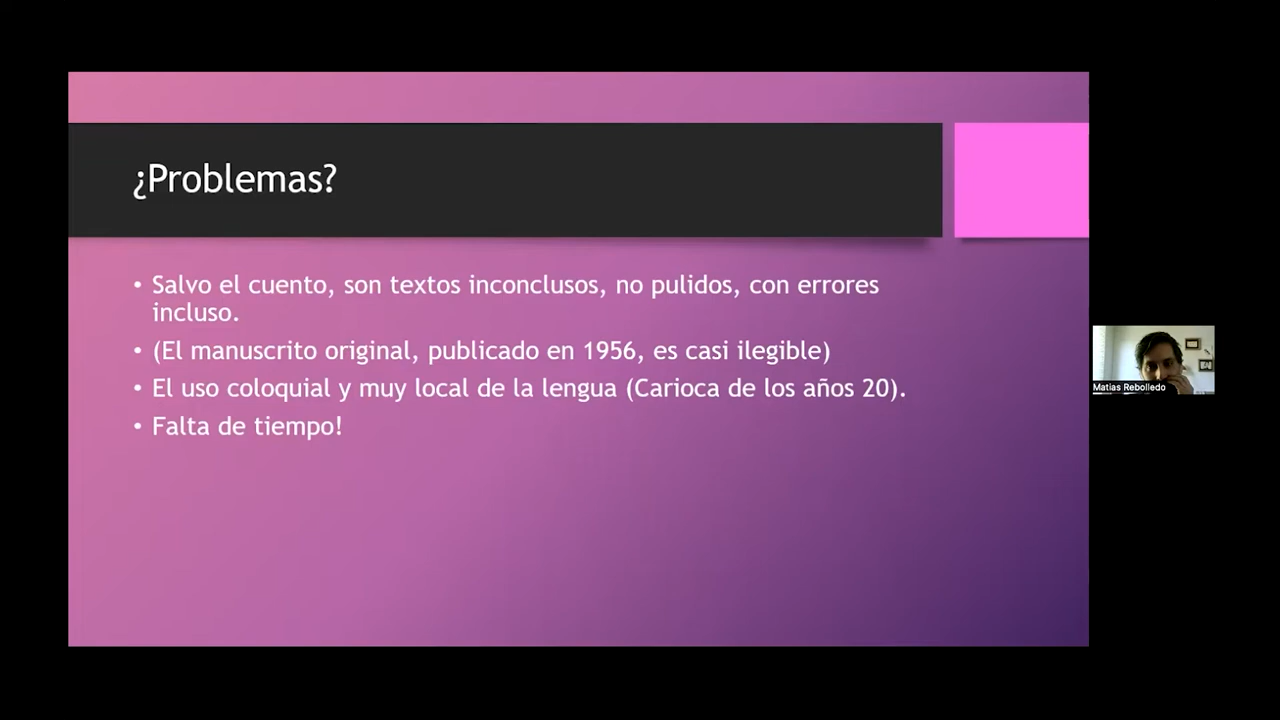 ¿Problemas?
• Salvo el cuento, son textos inconclusos, no pulidos, con errores
incluso.
• (El manuscrito original, publicado en 1956, es casi ilegible)
• El uso coloquial y muy local de la lengua (Carioca de los años 20).
• Falta de tiempo!
Matias Rebolledo